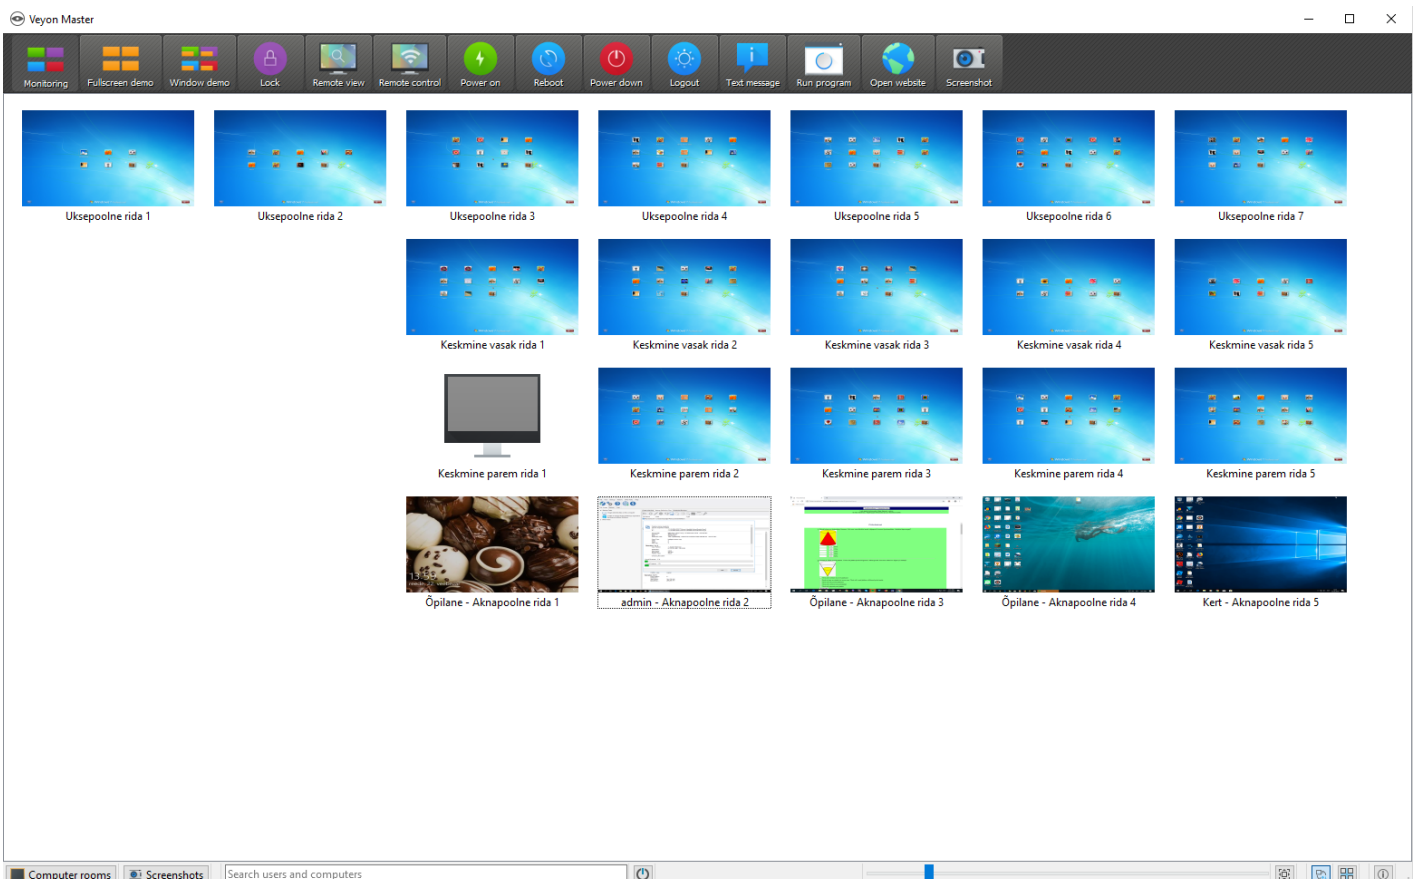 Veyon Master
Monitoring
Fullscreen demo
Window demo
Lock
Remote view
Remote control
Power on
Reboot
Power down
Logout
Text message
Run program
Open website
Screenshot
Uksepoolne rida 1
Uksepoolne rida 2
Uksepoolne rida 3
Uksepoolne rida 4
Uksepoolne rida 5
Uksepoolne rida 6
Uksepoolne rida 7
Keskmine vasak rida 1
Keskmine vasak rida 2
Keskmine vasak rida 3
Keskmine vasak rida 4
Keskmine vasak rida 5
Keskmine parem rida 1
Keskmine parem rida 2
Keskmine parem rida 3
Keskmine parem rida 4
Keskmine parem rida 5
Õpilane - Aknapoolne rida 1
admin - Aknapoolne rida 2
Õpilane - Aknapoolne rida 3
Õpilane - Aknapoolne rida 4
Kert - Aknapoolne rida 5
Computer rooms
Screenshots
Search users and computers